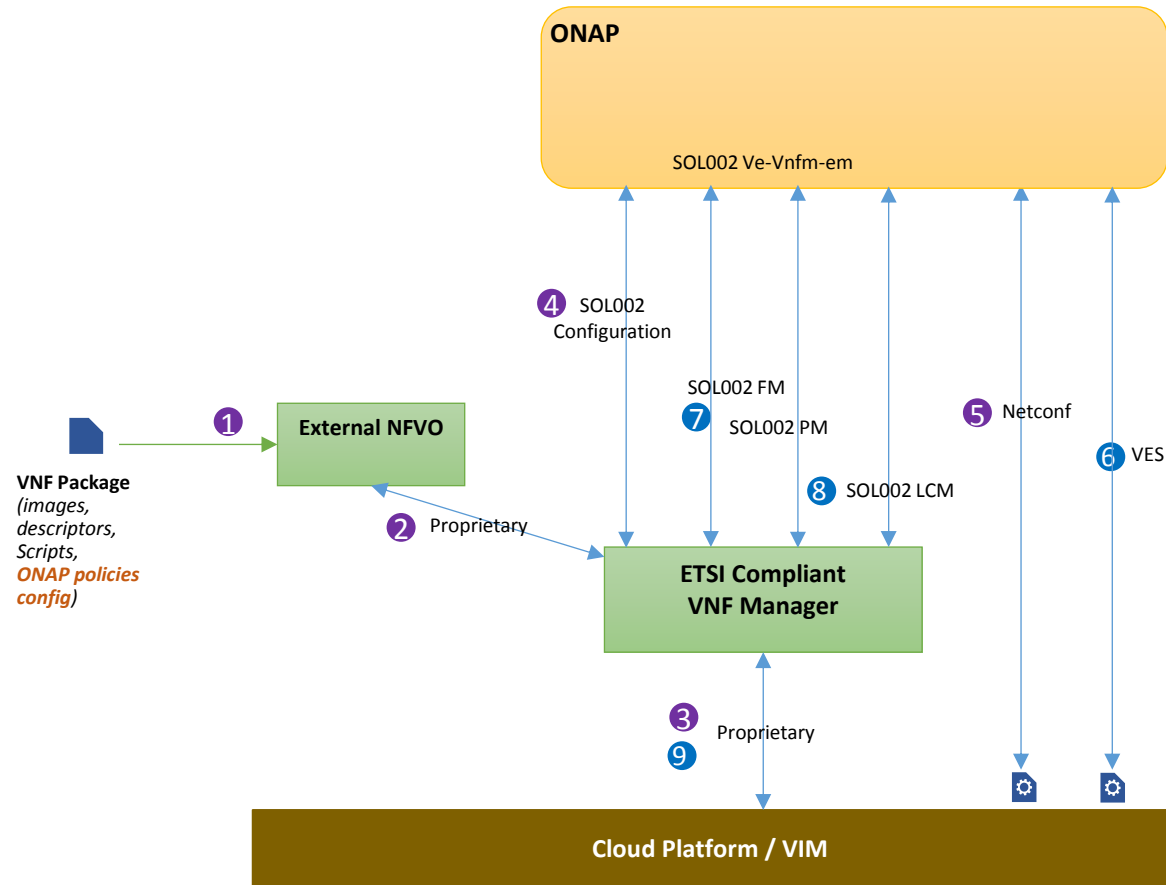 ONAP
SOL002 Ve-Vnfm-em
4 SOL002
Configuration
SOL002 FM
7
SOL002 PM
5 Netconf
6 VES
8 SOL002 LCM
1
External NFVO
VNF Package
(images,
descriptors,
Scripts,
ONAP policies
config)
2 Proprietary
ETSI Compliant
VNF Manager
3
Proprietary
9
Cloud Platform / VIM